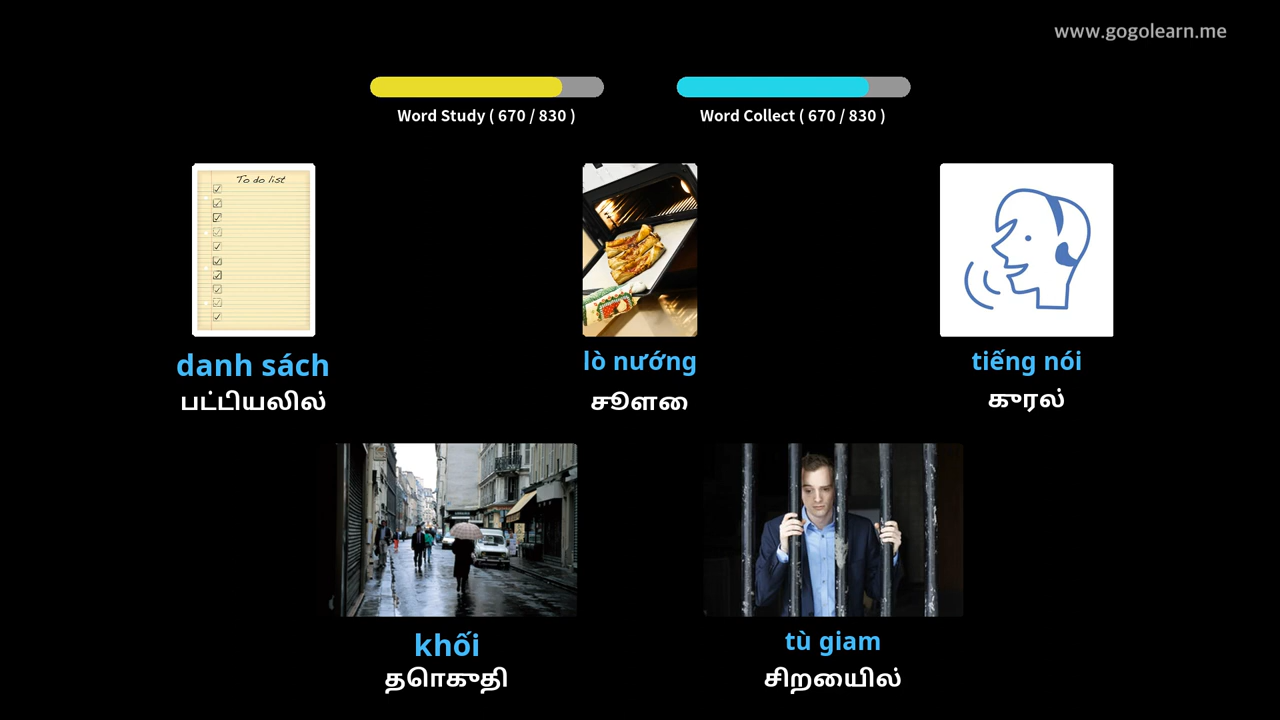 www.gogolearn.me
Word Study ( 670 / 830 )
Word Collect ( 670 / 830 )
To do list
danh sách
பட்டியலில்
lò nướng
சூளை
tiếng nói
குரல்
khối
தொகுதி
tù giam
சிறையில்